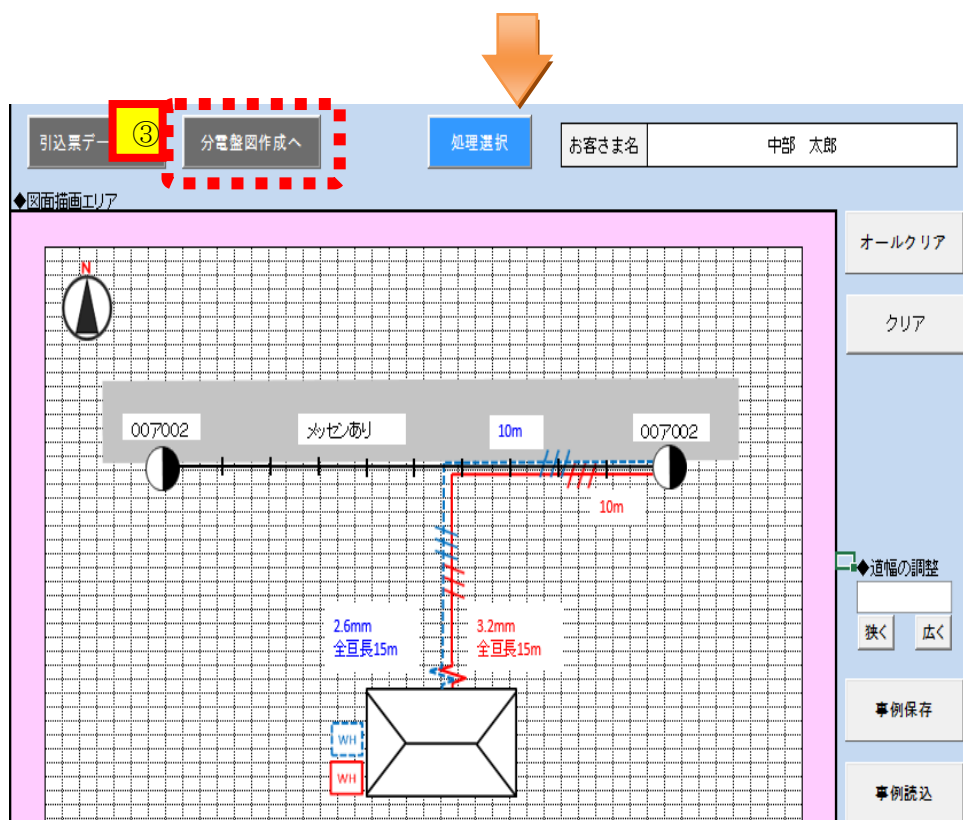 引込票デー
③
分電盤図作成へ
処理選択
お客さま名
中部 太郎
◆図面描画エリア
オールクリア
N
クリア
007002
メッセンあり
10m
007002
10m
◆道幅の調整
狭く
広く
2.6mm
全亘長15m
3.2mm
全亘長15m
事例保存
WH
WH
事例読込